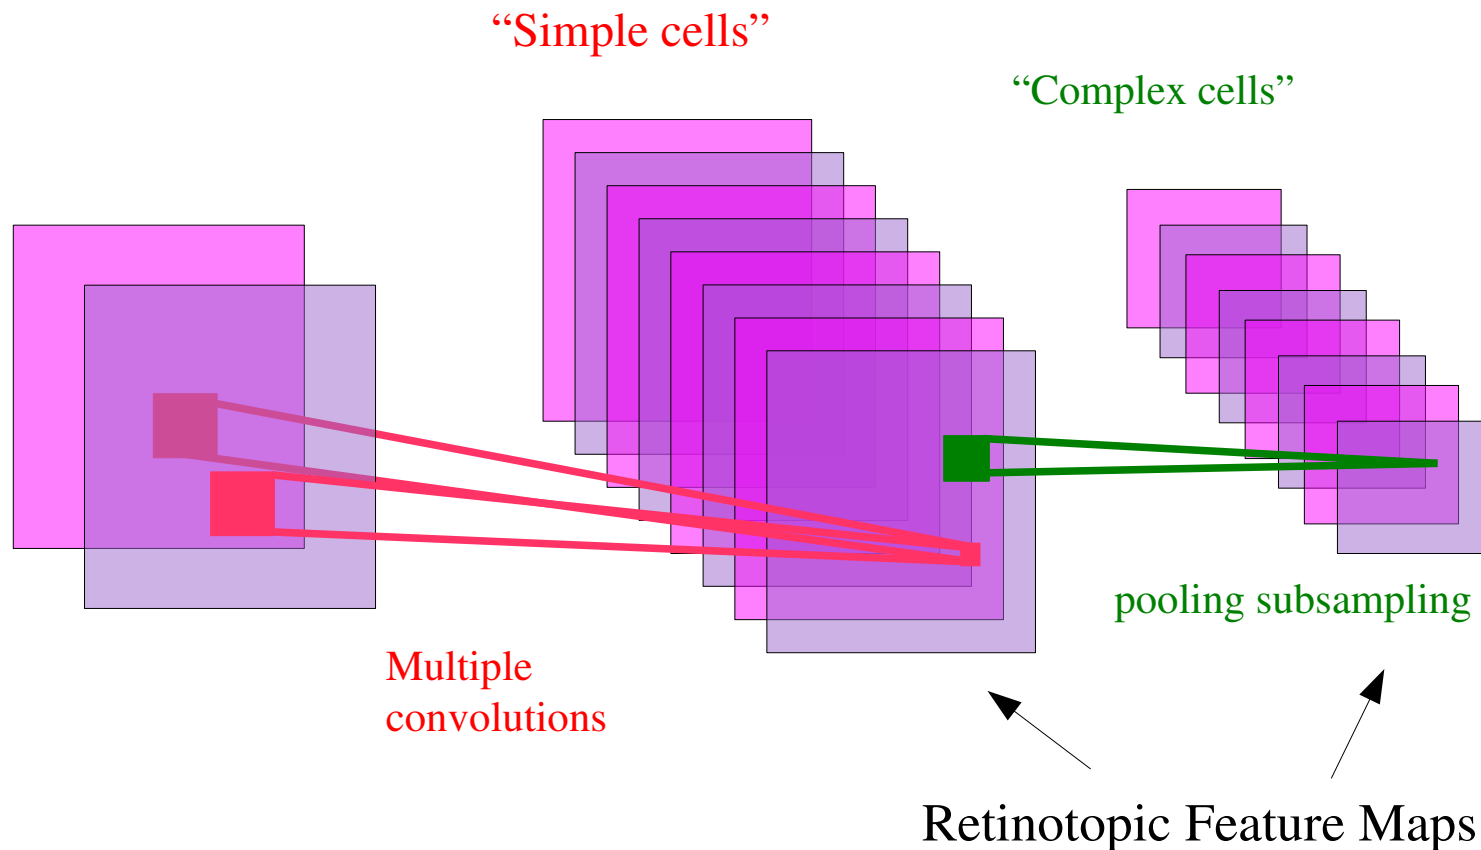 “Simple cells”
“Complex cells”
pooling subsampling
Multiple
convolutions
Retinotopic Feature Maps